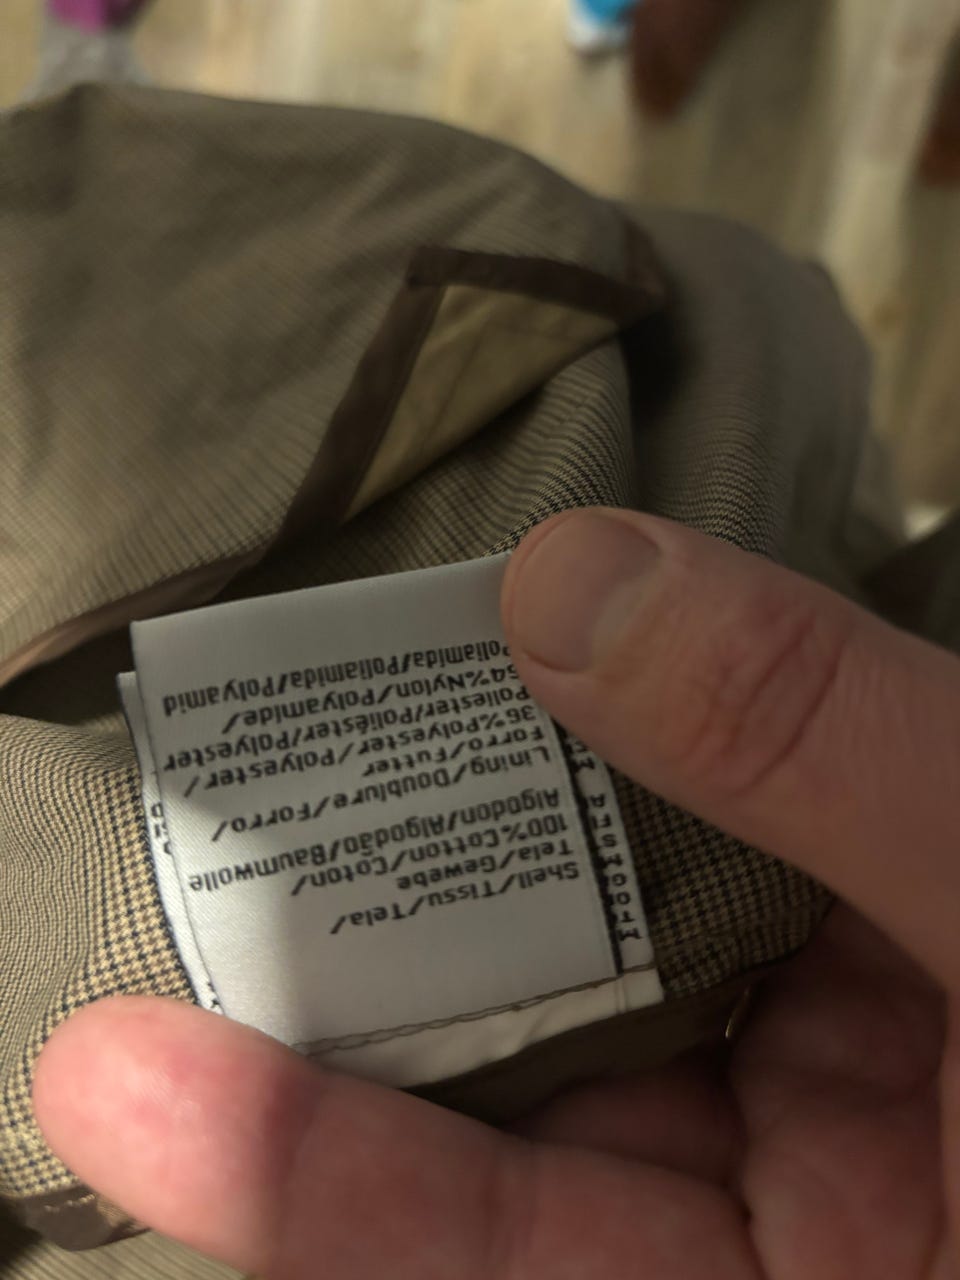 Shell/Tissu/Tela/
Tela/Gewebe
100%Cotton/Coton/
Algodón/Algodão/Baumwolle
Lining/Doublure/Forro/
Forro/Futter
36%Polyester/Polyester/
Poliester/Poliéster/Polyester
64%Nylon/Polyamide/
Poliamida/Poliamida/Polyamid